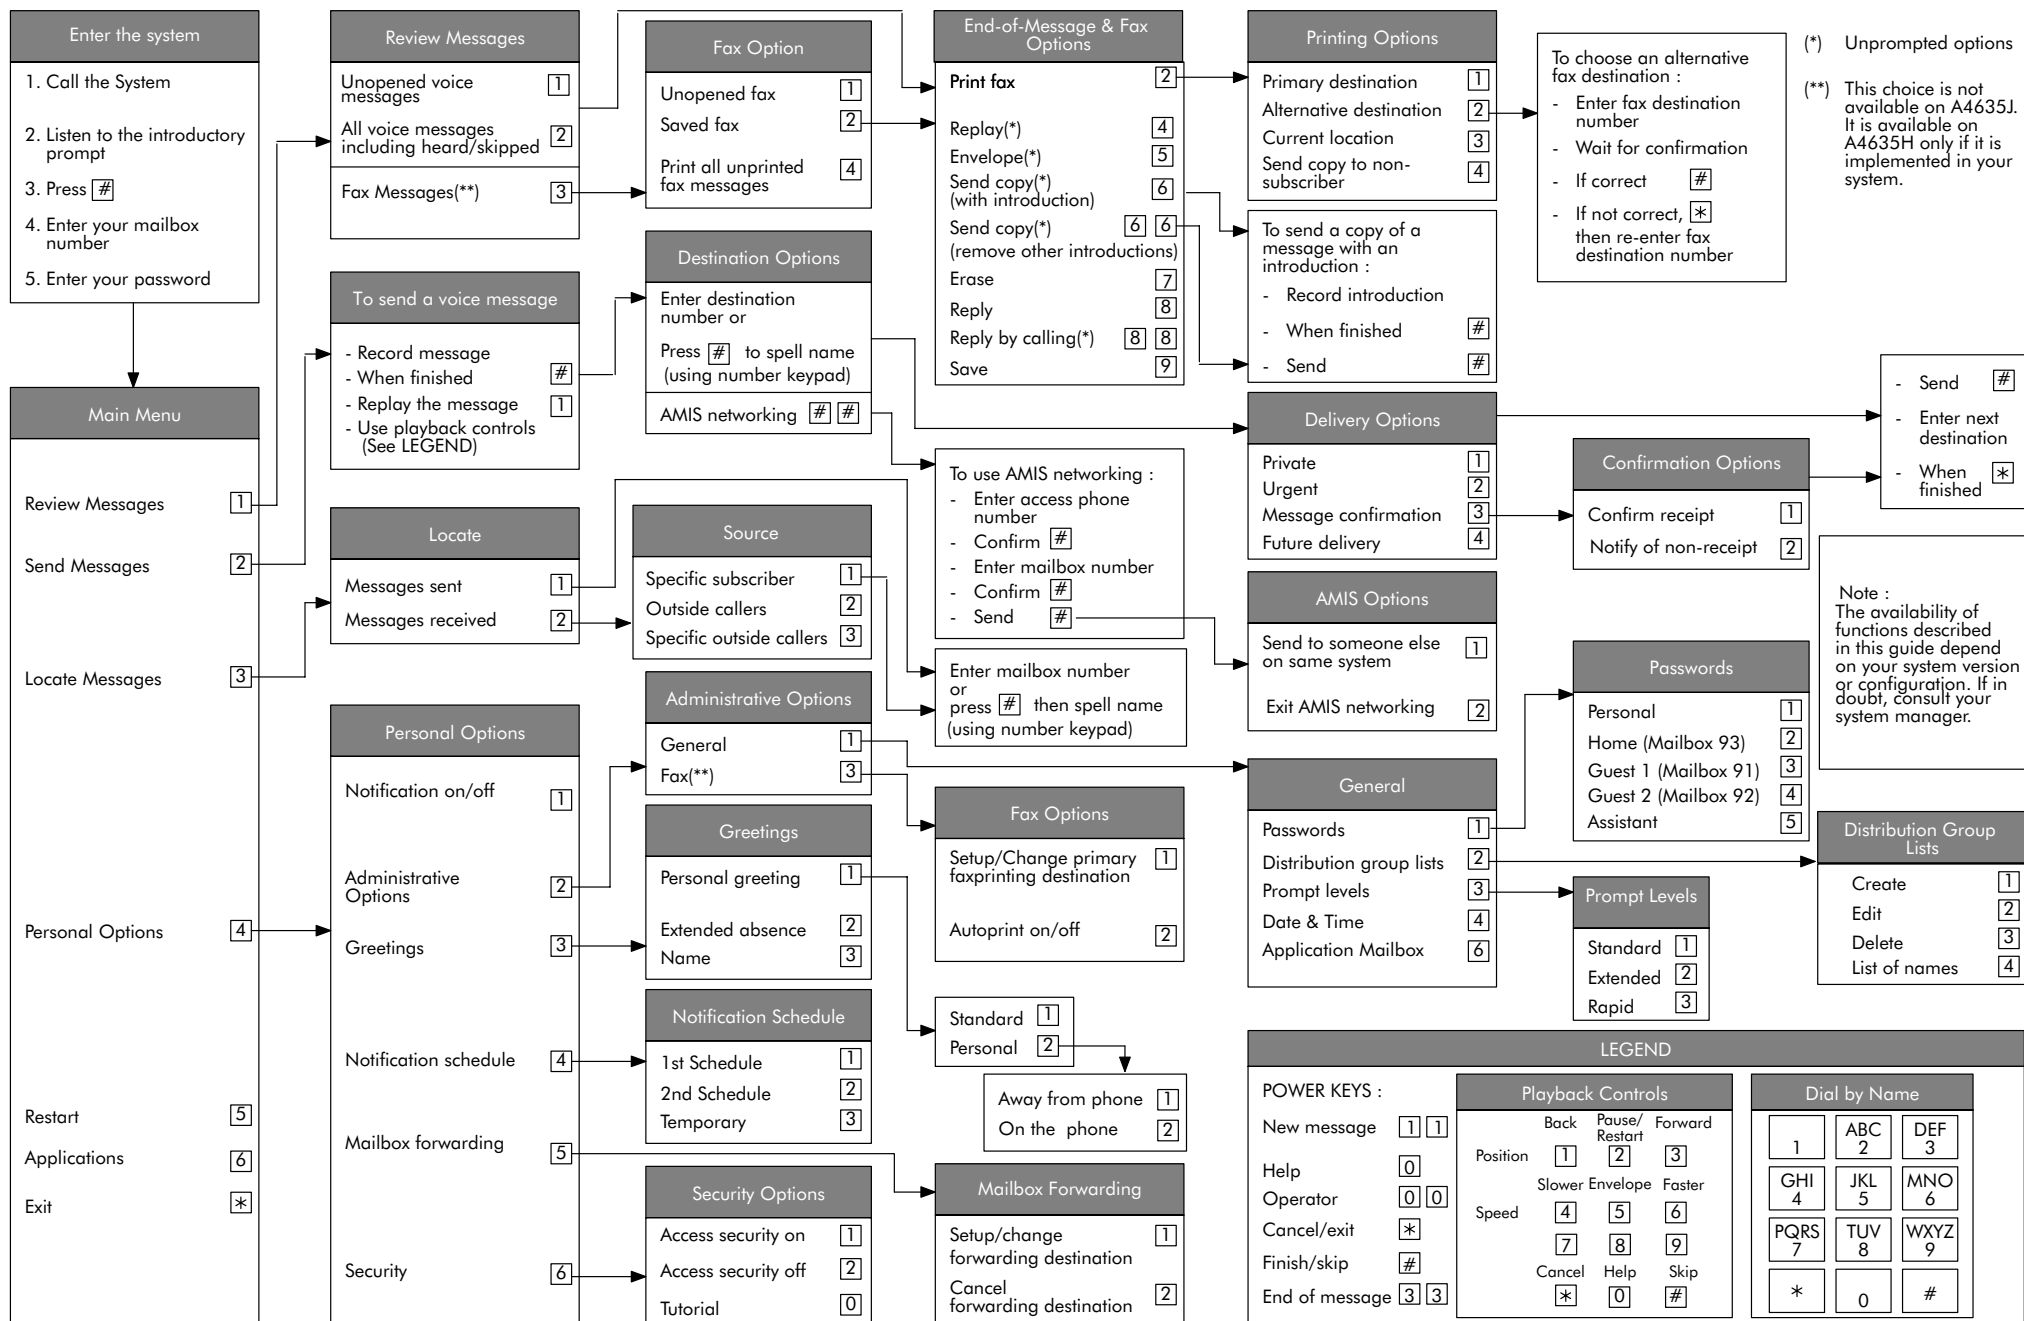 Enter the system
1. Call the System
2. Listen to the introductory
prompt
3. Press #
4. Enter your mailbox
number
5. Enter your password
Main Menu
Review Messages 1
Send Messages 2
Locate Messages 3
Personal Options 4
Restart 5
Applications 6
Exit *
Review Messages
Unopened voice
messages 1
All voice messages
including heard/skipped 2
Fax Messages(**) 3
To send a voice message
- Record message
- When finished #
- Replay the message 1
- Use playback controls
(See LEGEND)
Locate
Messages sent 1
Messages received 2
Personal Options
Notification on/off 1
Administrative
Options 2
Greetings 3
Notification schedule 4
Mailbox forwarding 5
Security 6
Fax Option
Unopened fax 1
Saved fax 2
Print all unprinted
fax messages 4
Destination Options
Enter destination
number or
Press # to spell name
(using number keypad)
AMIS networking # #
Source
Specific subscriber 1
Outside callers 2
Specific outside callers 3
Administrative Options
General 1
Fax(**) 3
Greetings
Personal greeting 1
Extended absence 2
Name 3
Notification Schedule
1st Schedule 1
2nd Schedule 2
Temporary 3
Security Options
Access security on 1
Access security off 2
Tutorial 0
End-of-Message & Fax
Options
Print fax 2
Replay(*) 4
Envelope(*) 5
Send copy(*)
(with introduction) 6
Send copy(*) 6 6
(remove other introductions)
Erase 7
Reply 8
Reply by calling(*) 8 8
Save 9
To use AMIS networking :
- Enter access phone
number
- Confirm #
- Enter mailbox number
- Confirm #
- Send #
Enter mailbox number
or
press # then spell name
(using number keypad)
Fax Options
Setup/Change primary 1
faxprinting destination
Autoprint on/off 2
Standard 1
Personal 2
Away from phone 1
On the phone 2
Mailbox Forwarding
Setup/change 1
forwarding destination
Cancel 2
forwarding destination
Printing Options
Primary destination 1
Alternative destination 2
Current location 3
Send copy to non-
subscriber 4
To send a copy of a
message with an
introduction :
- Record introduction
- When finished #
- Send #
Delivery Options
Private 1
Urgent 2
Message confirmation 3
Future delivery 4
AMIS Options
Send to someone else
on same system 1
Exit AMIS networking 2
General
Passwords 1
Distribution group lists 2
Prompt levels 3
Date & Time 4
Application Mailbox 6
To choose an alternative
fax destination :
- Enter fax destination
number
- Wait for confirmation
- If correct #
- If not correct, *
then re-enter fax
destination number
Confirmation Options
Confirm receipt 1
Notify of non-receipt 2
Passwords
Personal 1
Home (Mailbox 93) 2
Guest 1 (Mailbox 91) 3
Guest 2 (Mailbox 92) 4
Assistant 5
Prompt Levels
Standard 1
Extended 2
Rapid 3
(*) Unprompted options
(**) This choice is not
available on A4635J.
It is available on
A4635H only if it is
implemented in your
system.
- Send #
- Enter next
destination
- When
finished *
Note :
The availability of
functions described
in this guide depend
on your system version
or configuration. If in
doubt, consult your
system manager.
Distribution Group
Lists
Create 1
Edit 2
Delete 3
List of names 4
LEGEND
POWER KEYS :
New message 1 1
Help 0
Operator 0 0
Cancel/exit *
Finish/skip #
End of message 3 3
Playback Controls
Back Pause/
Restart Forward
Position 1 2 3
Slower Envelope Faster
Speed 4 5 6
7 8 9
Cancel Help Skip
* 0 #
Dial by Name
1 ABC
2 DEF
3
GHI
4 JKL
5 MNO
6
PQRS
7 TUV
8 WXYZ
9
* 0 #